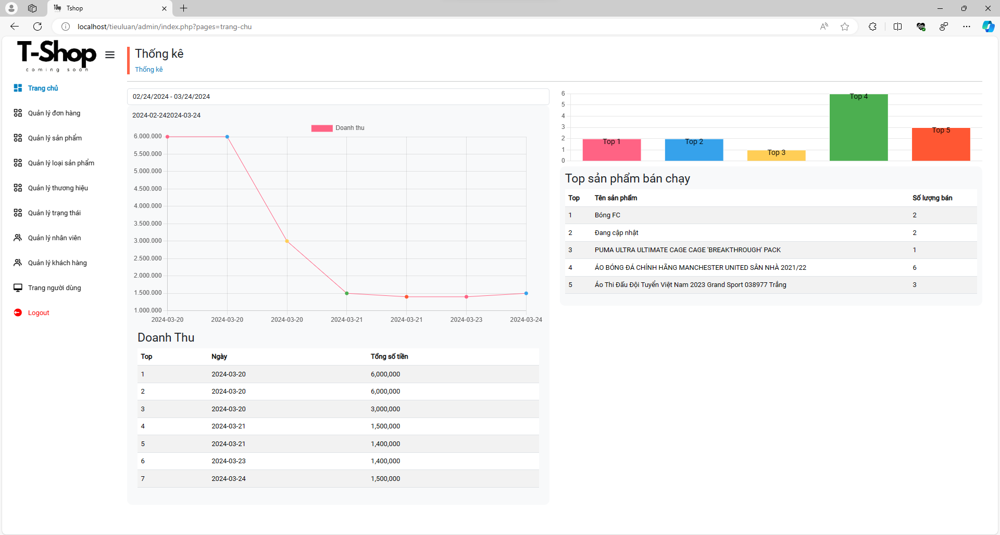 Tshop
localhost/tieuluan/admin/index.php?pages=trang-chu
T-Shop
coming soon
Trang chủ
Quản lý đơn hàng
Quản lý sản phẩm
Quản lý loại sản phẩm
Quản lý thương hiệu
Quản lý trạng thái
Quản lý nhân viên
Quản lý khách hàng
Trang người dùng
Logout
Thống kê
Thống kê
02/24/2024 - 03/24/2024
2024-02-242024-03-24
Doanh thu
6.000.000
5.500.000
5.000.000
4.500.000
4.000.000
3.500.000
3.000.000
2.500.000
2.000.000
1.500.000
1.000.000
2024-03-20 2024-03-20 2024-03-20 2024-03-21 2024-03-21 2024-03-23 2024-03-24
Doanh Thu
Top Ngày Tổng số tiền
1 2024-03-20 6,000,000
2 2024-03-20 6,000,000
3 2024-03-20 3,000,000
4 2024-03-21 1,500,000
5 2024-03-21 1,400,000
6 2024-03-23 1,400,000
7 2024-03-24 1,500,000
6
5
4
3
2
1
0
Top 1 Top 2 Top 3 Top 4 Top 5
Top sản phẩm bán chạy
Top Tên sản phẩm Số lượng bán
1 Bóng FC 2
2 Đang cập nhật 2
3 PUMA ULTRA ULTIMATE CAGE CAGE 'BREAKTHROUGH' PACK 1
4 ÁO BÓNG ĐÁ CHÍNH HÃNG MANCHESTER UNITED SÂN NHÀ 2021/22 6
5 Áo Thi Đấu Đội Tuyển Việt Nam 2023 Grand Sport 038977 Trắng 3